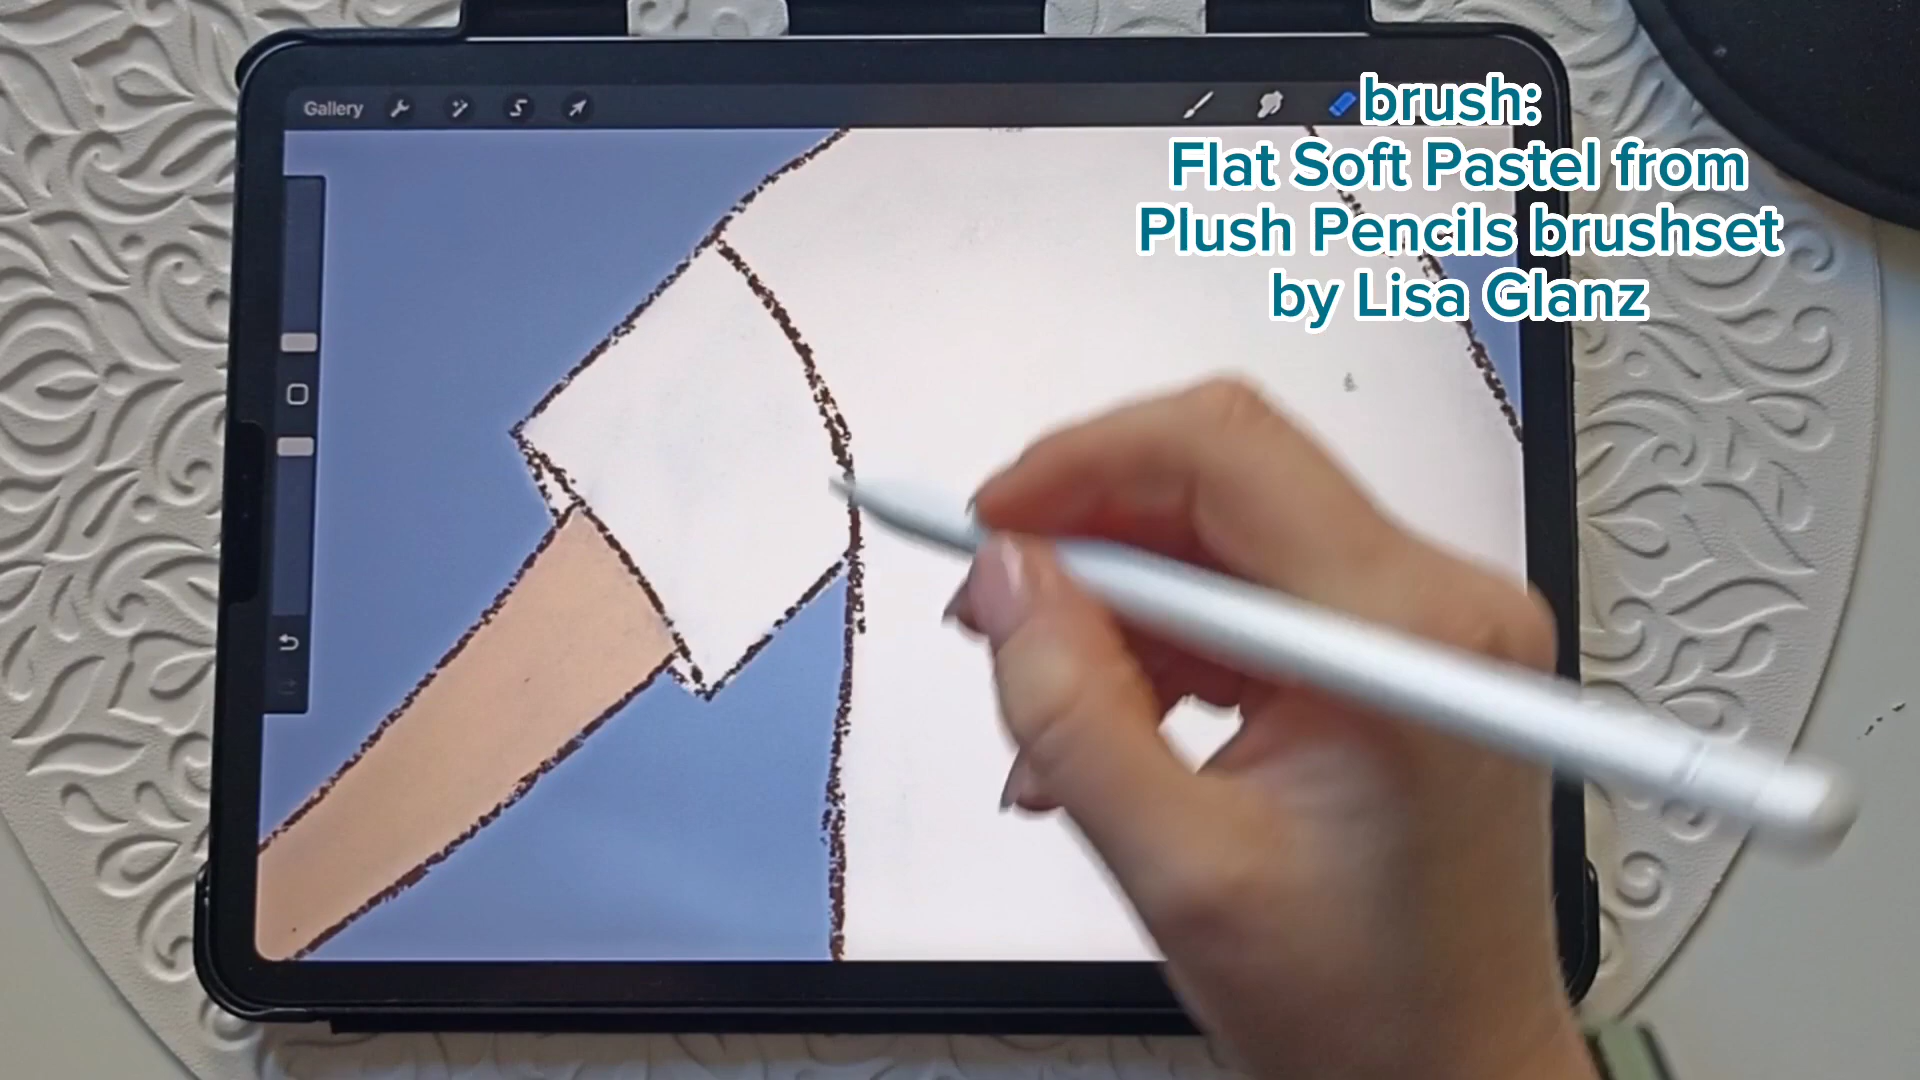 Gallery
brush:
Flat Soft Pastel from
Plush Pencils brushset
by Lisa Glanz